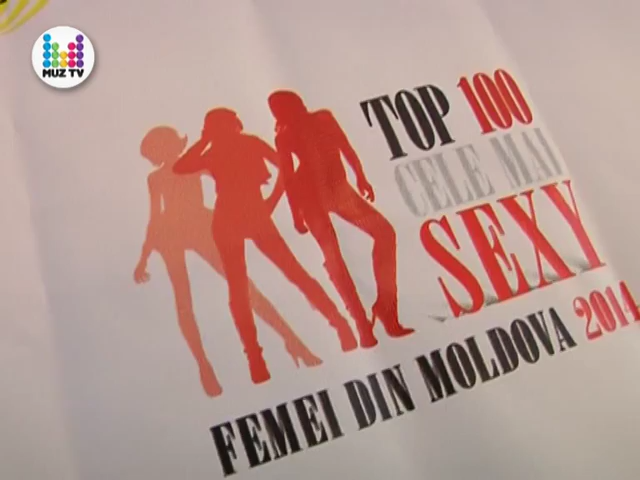 MUZ TV
TOP 100
CELE MAI
SEXY
FEMEI DIN MOLDOVA 2014